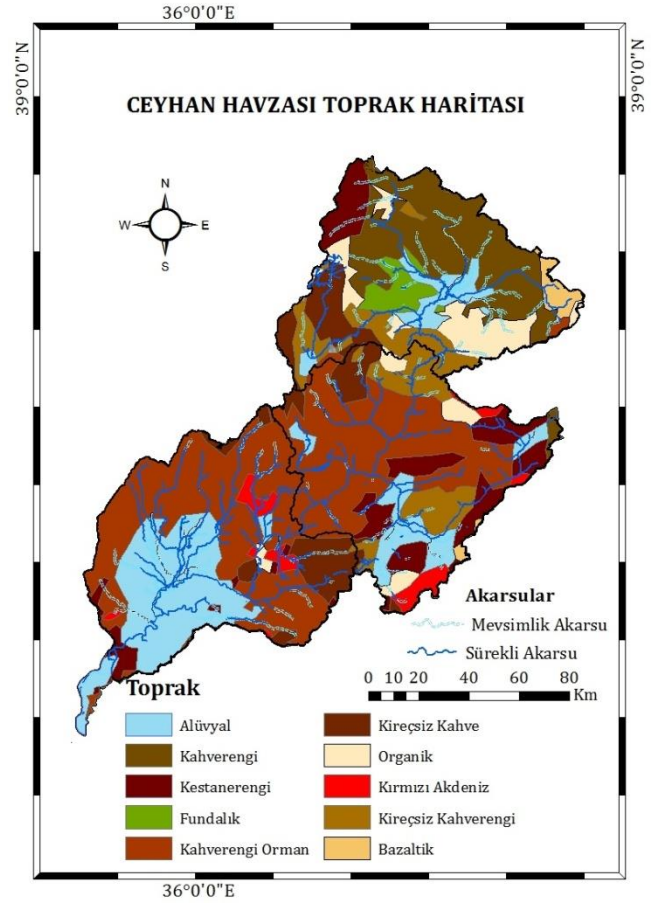 36°0'0"E
39°0'0"N
39°0'0"N
CEYHAN HAVZASI TOPRAK HARİTASI
N
W
E
S
Akarsular
Mevsimlik Akarsu
Sürekli Akarsu
0 10 20 40 60 80
Km
Toprak
Alüvyal
Kahverengi
Kestanerengi
Fundalık
Kahverengi Orman
Kireçsiz Kahve
Organik
Kırmızı Akdeniz
Kireçsiz Kahverengi
Bazaltik
36°0'0"E